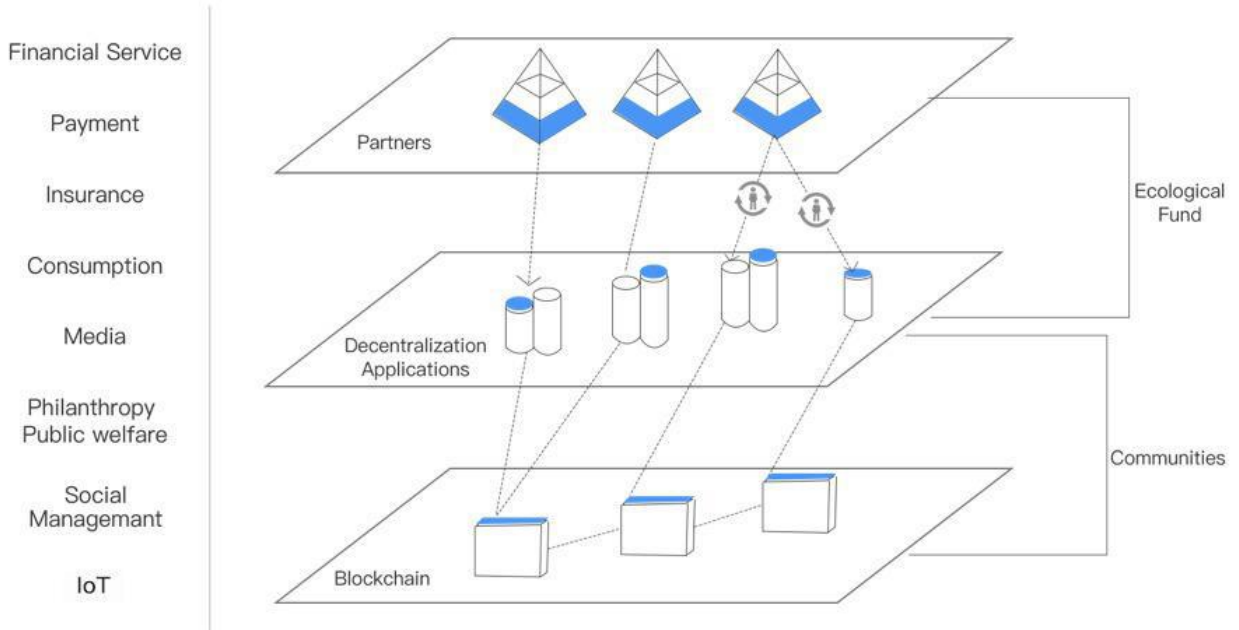 Financial Service
Payment
Insurance
Consumption
Media
Philanthropy
Public welfare
Social
Managemant
IoT
Partners
Decentralization
Applications
Blockchain
Ecological
Fund
Communities